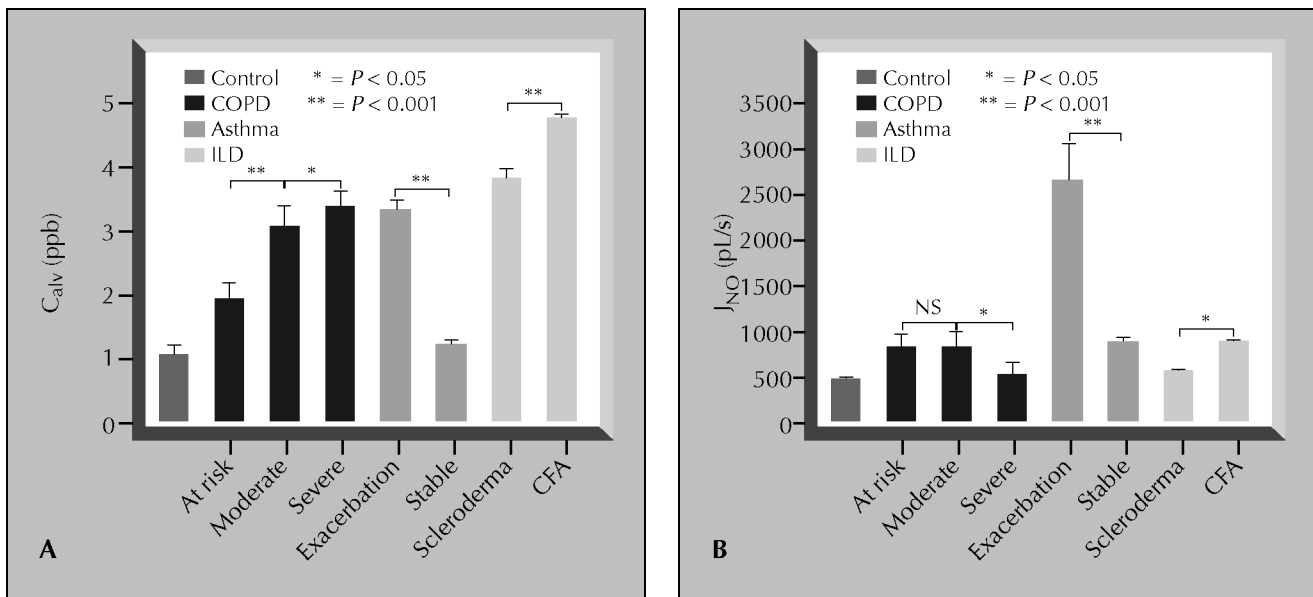 Control * = P < 0.05
COPD ** = P < 0.001
Asthma
ILD
5
4
3
2
1
0
Calv (ppb)
** * ** **
At risk
Moderate
Severe
Exacerbation
Stable
Scleroderma
CFA
A
Control * = P < 0.05
COPD ** = P < 0.001
Asthma
ILD
3500
3000
2500
2000
1500
1000
500
0
JNO (pL/s)
NS * ** *
At risk
Moderate
Severe
Exacerbation
Stable
Scleroderma
CFA
B